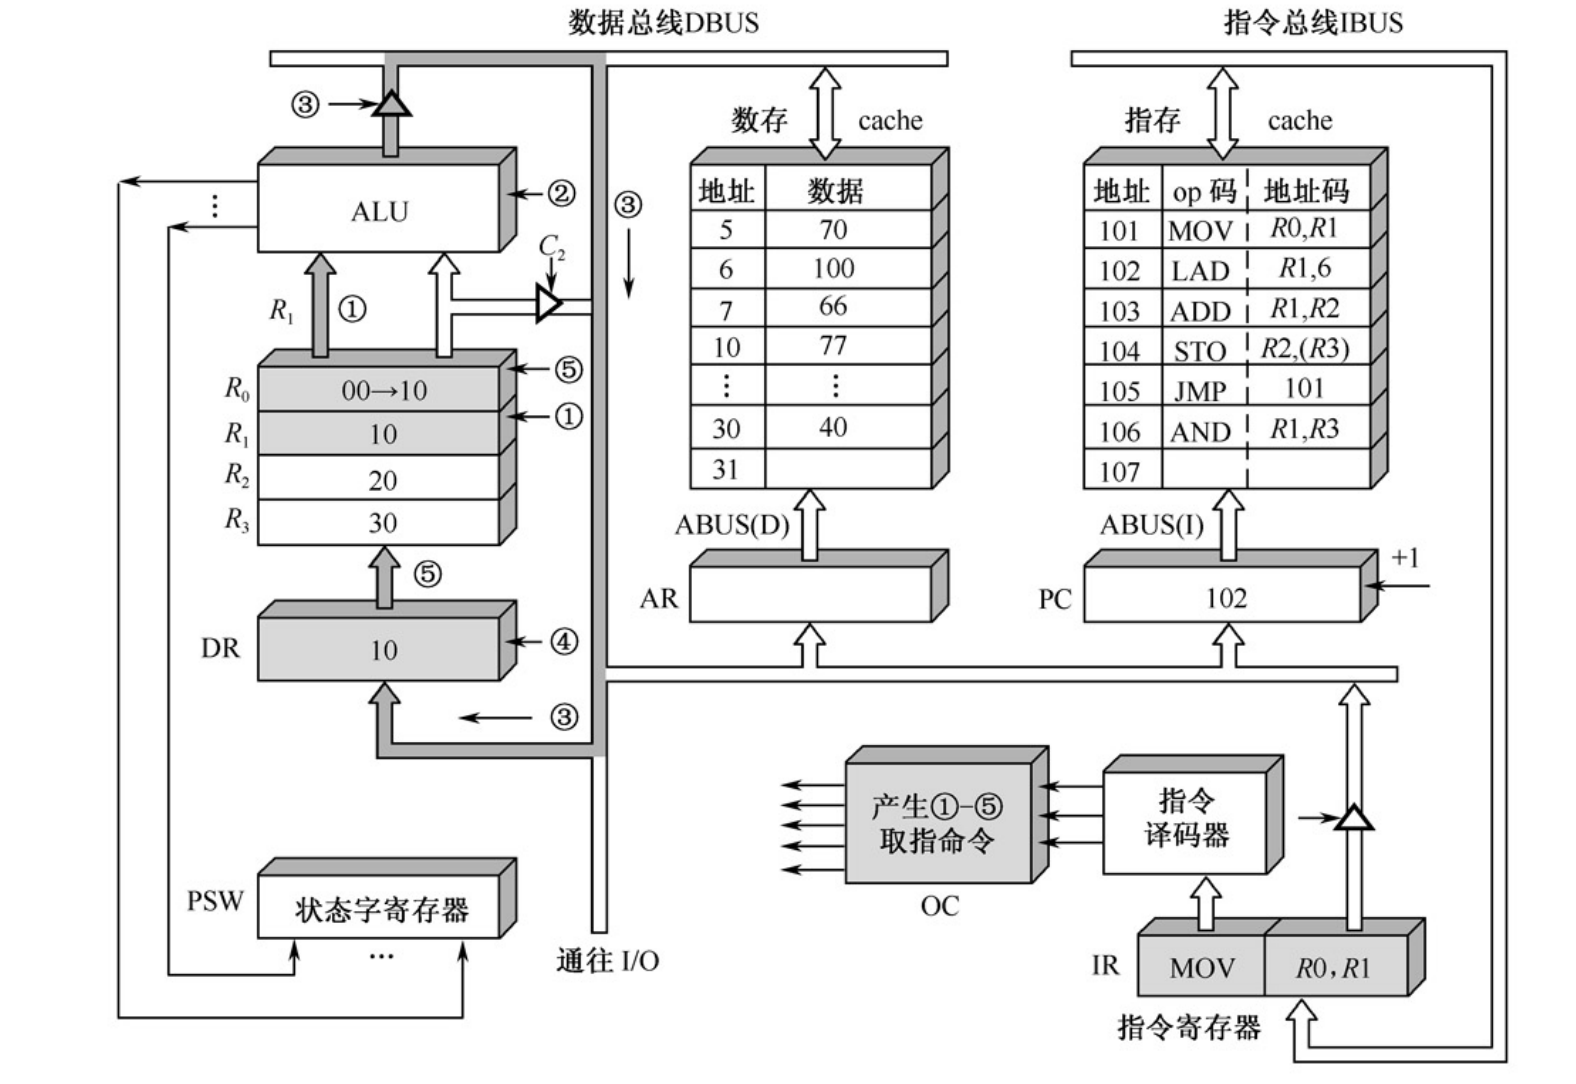 数据总线DBUS
指令总线IBUS
③
数存 cache
指存 cache
ALU
②
⋮
C₂
③
R₁ ①
地址 数据
5 70
6 100
7 66
10 77
⋮ ⋮
30 40
31
地址 op 码 地址码
101 MOV R0,R1
102 LAD R1,6
103 ADD R1,R2
104 STO R2,(R3)
105 JMP 101
106 AND R1,R3
107
R₀ 00→10 ⑤
R₁ 10 ①
R₂ 20
R₃ 30
⑤
ABUS(D)
ABUS(I)
AR
PC 102 +1
DR 10 ④
③
产生①-⑤
取指命令
OC
指令
译码器
PSW 状态字寄存器
…
通往 I/O
IR MOV R0，R1
指令寄存器